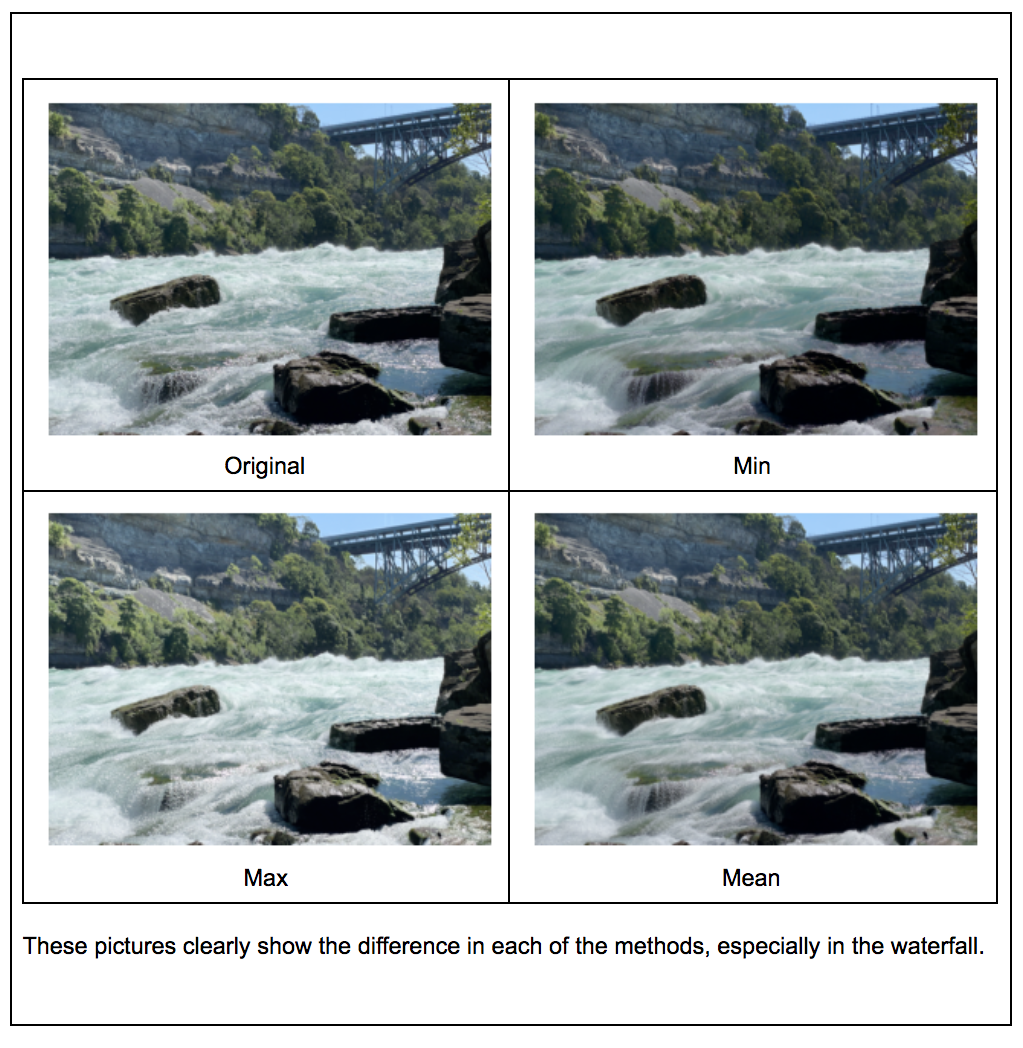 Original
Min
Max
Mean
These pictures clearly show the difference in each of the methods, especially in the waterfall.